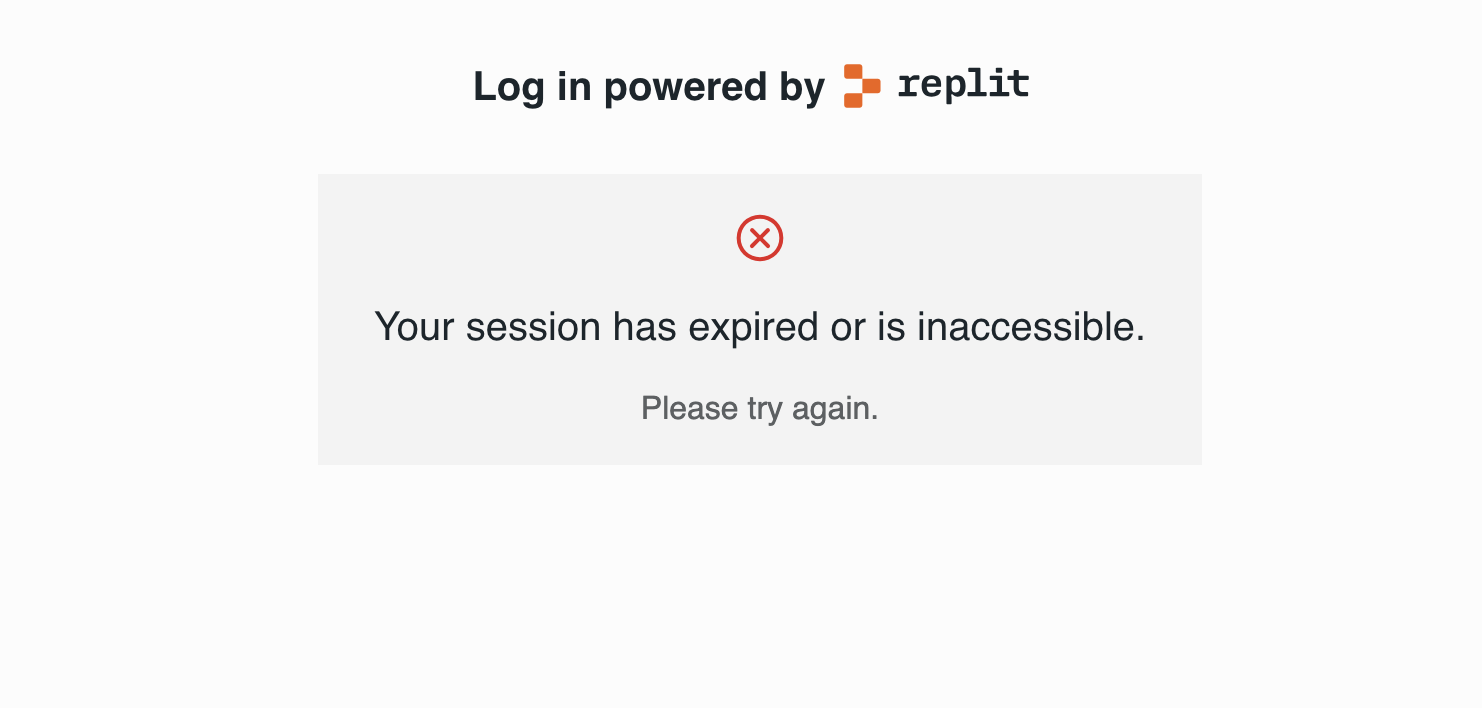 Log in powered by replit
Your session has expired or is inaccessible.
Please try again.